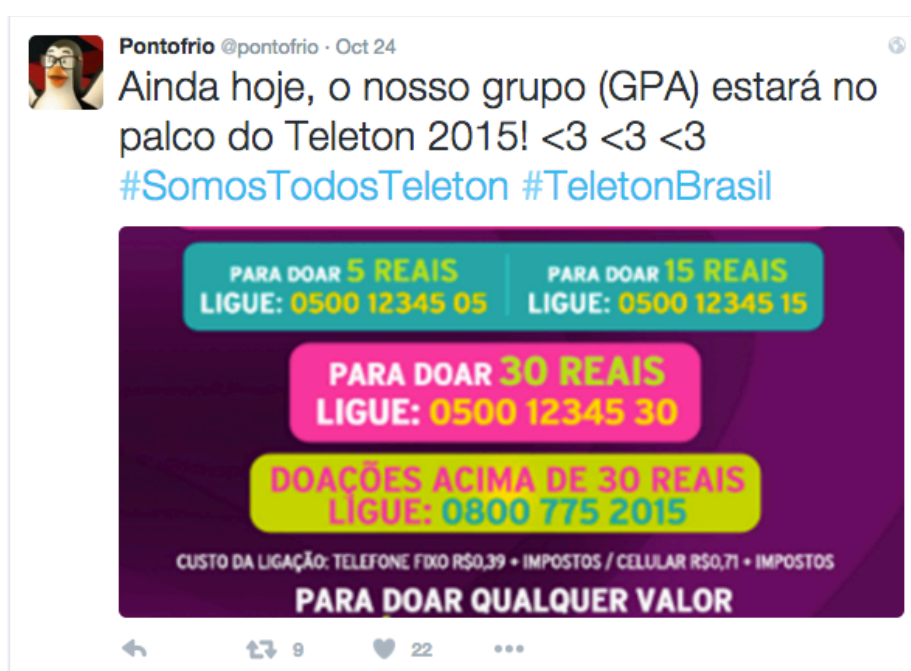 Pontofrio @pontofrio · Oct 24
Ainda hoje, o nosso grupo (GPA) estará no
palco do Teleton 2015! <3 <3 <3
#SomosTodosTeleton #TeletonBrasil
PARA DOAR 5 REAIS
LIGUE: 0500 12345 05
PARA DOAR 15 REAIS
LIGUE: 0500 12345 15
PARA DOAR 30 REAIS
LIGUE: 0500 12345 30
DOAÇÕES ACIMA DE 30 REAIS
LIGUE: 0800 775 2015
CUSTO DA LIGAÇÃO: TELEFONE FIXO R$0,39 + IMPOSTOS / CELULAR R$0,71 + IMPOSTOS
PARA DOAR QUALQUER VALOR
9 22